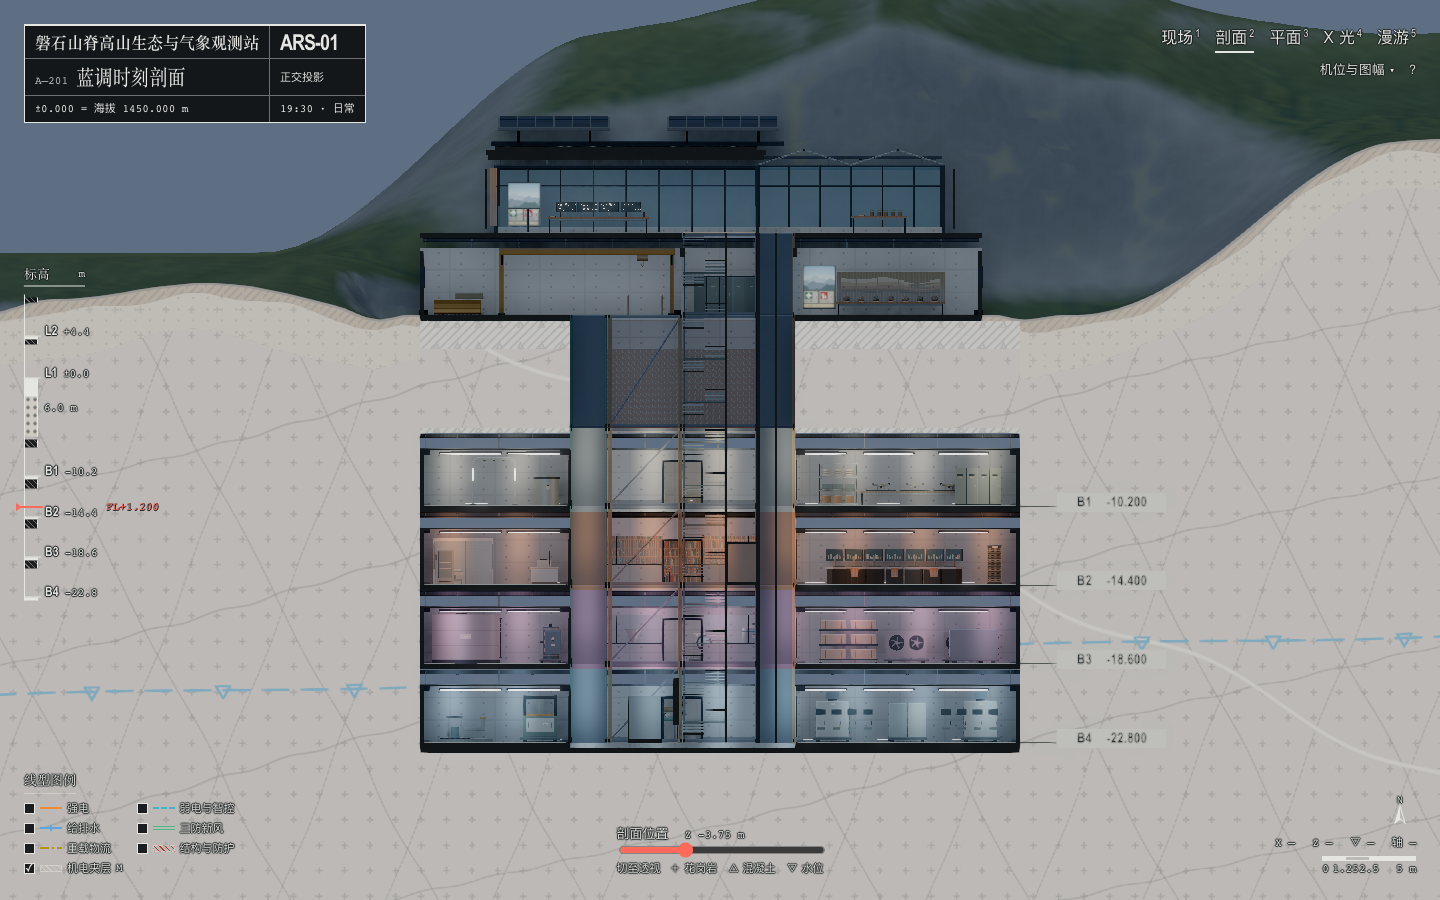 磐石山脊高山生态与气象观测站 ARS-01
A—201 蓝调时刻剖面 正交投影
±0.000 = 海拔 1450.000 m 19:30 · 日常
现场1 剖面2 平面3 X 光4 漫游5
机位与图幅 ▾ ?
标高 m
L2 +4.4
L1 ±0.0
6.0 m
B1 -10.2
B2 -14.4 FL+1.200
B3 -18.6
B4 -22.8
B1 -10.200
B2 -14.400
B3 -18.600
B4 -22.800
线型图例
强电 弱电与智控
给排水 三防新风
重载物流 结构与防护
机电夹层 M
剖面位置 Z -3.75 m
切至透视 + 花岗岩 △ 混凝土 ▽ 水位
N
X — Z — ▽ — 轴 —
0 1.25 2.5 5 m